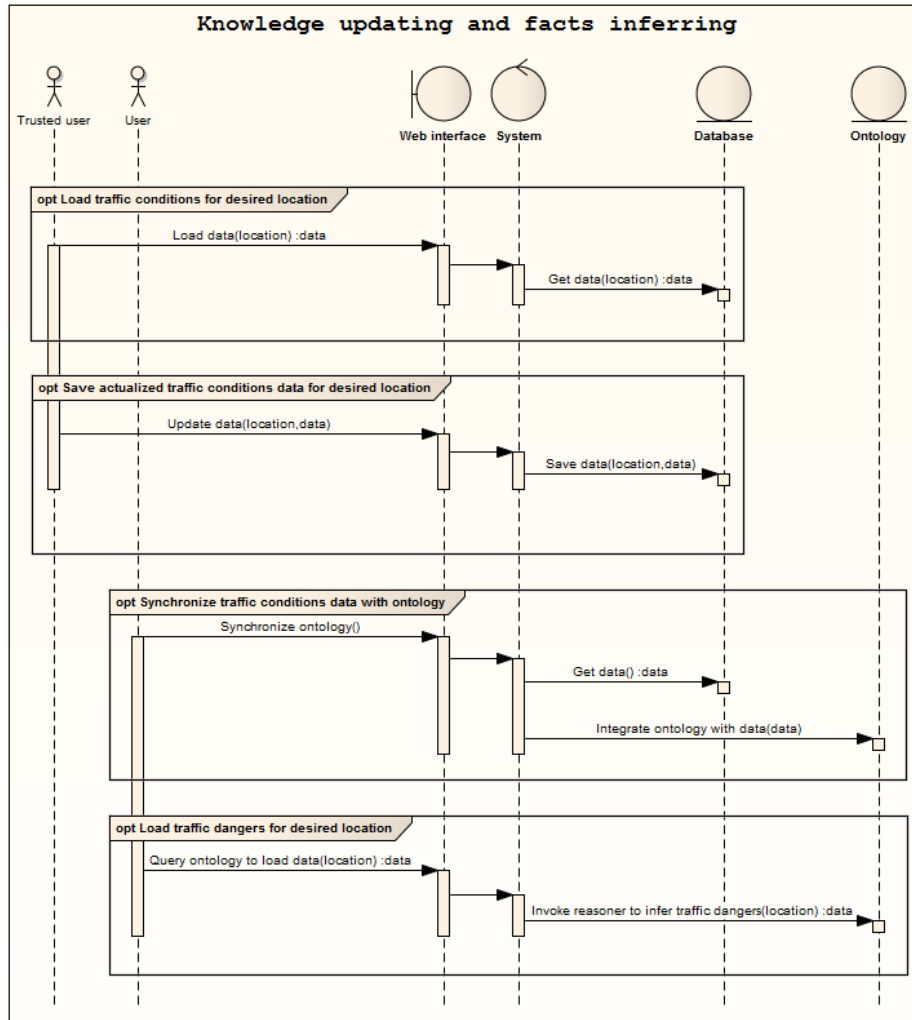 Knowledge updating and facts inferring
Trusted user
User
Web interface
System
Database
Ontology
opt Load traffic conditions for desired location
Load data(location) :data
Get data(location) :data
opt Save actualized traffic conditions data for desired location
Update data(location,data)
Save data(location,data)
opt Synchronize traffic conditions data with ontology
Synchronize ontology()
Get data() :data
Integrate ontology with data(data)
opt Load traffic dangers for desired location
Query ontology to load data(location) :data
Invoke reasoner to infer traffic dangers(location) :data